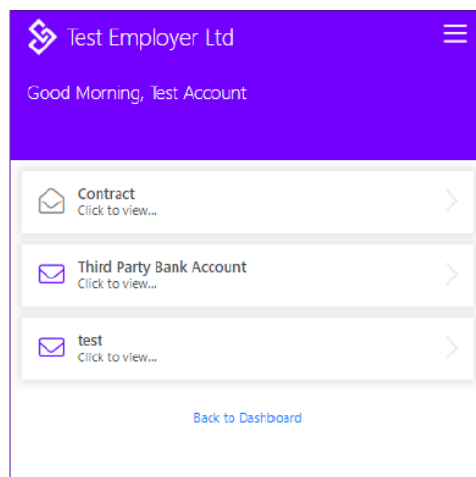 Test Employer Ltd
Good Morning, Test Account
Contract
Click to view...
Third Party Bank Account
Click to view...
test
Click to view...
Back to Dashboard